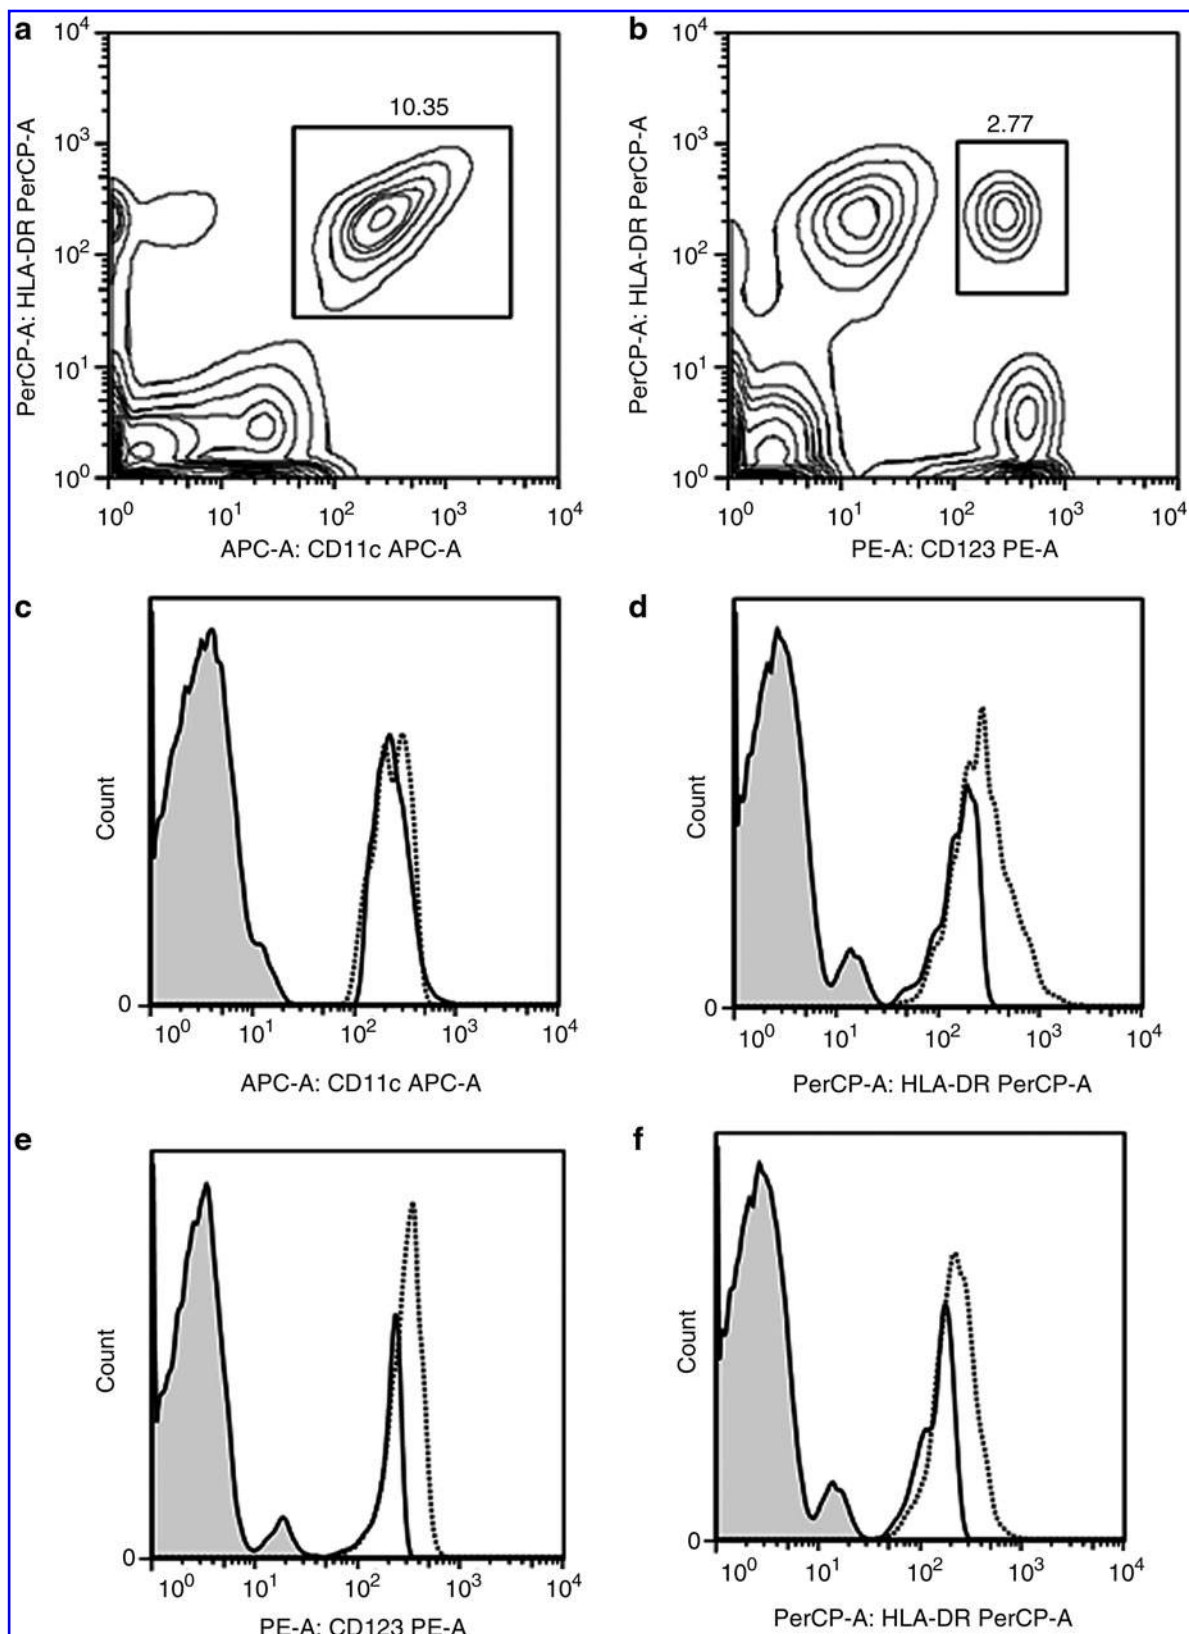 a
10⁴
10.35
10³
10²
10¹
10⁰
PerCP-A: HLA-DR PerCP-A
10⁰ 10¹ 10² 10³ 10⁴
APC-A: CD11c APC-A
b
10⁴
2.77
10³
10²
10¹
10⁰
PerCP-A: HLA-DR PerCP-A
10⁰ 10¹ 10² 10³ 10⁴
PE-A: CD123 PE-A
c
Count
0
10⁰ 10¹ 10² 10³ 10⁴
APC-A: CD11c APC-A
d
Count
0
10⁰ 10¹ 10² 10³ 10⁴
PerCP-A: HLA-DR PerCP-A
e
Count
0
10⁰ 10¹ 10² 10³ 10⁴
PE-A: CD123 PE-A
f
Count
0
10⁰ 10¹ 10² 10³ 10⁴
PerCP-A: HLA-DR PerCP-A